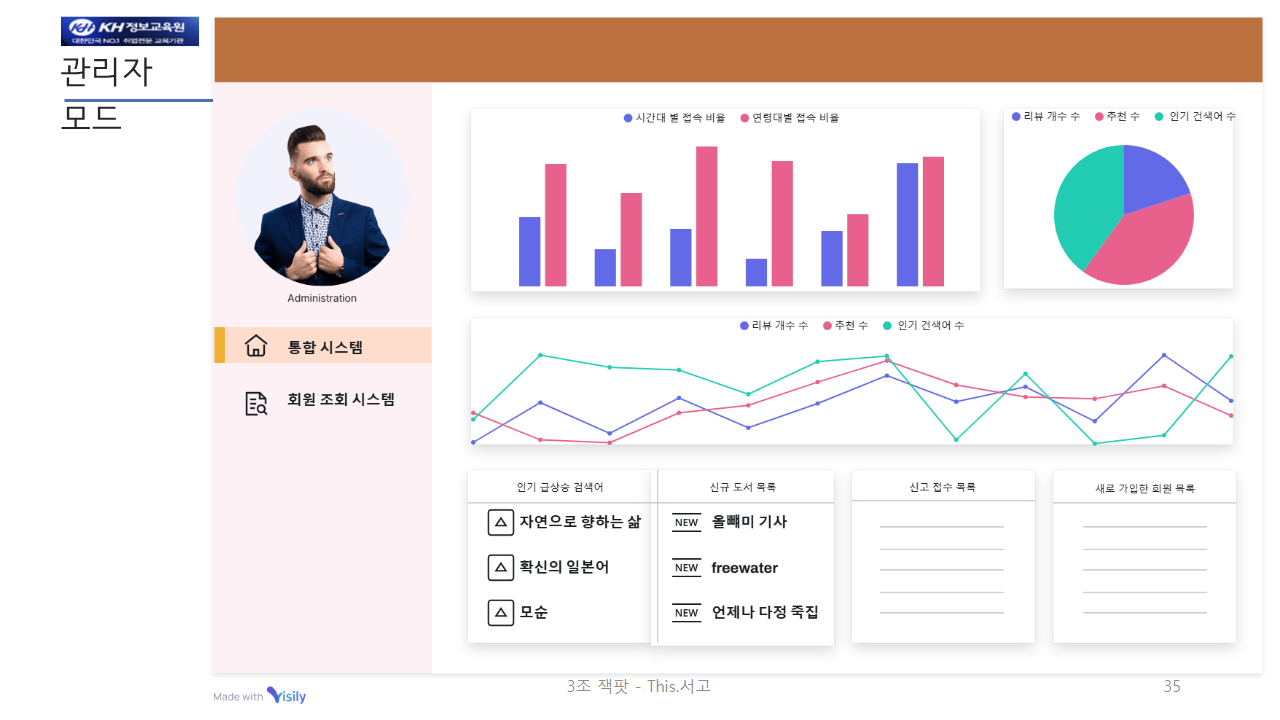 KH 정보교육원
대한민국 NO.1 취업전문 교육기관
관리자
모드
시간대 별 접속 비율
연령대별 접속 비율
리뷰 개수 수
추천 수
인기 건색어 수
Administration
통합 시스템
회원 조회 시스템
리뷰 개수 수
추천 수
인기 건색어 수
인기 급상승 검색어
자연으로 향하는 삶
확신의 일본어
모순
신규 도서 목록
NEW 올빼미 기사
NEW freewater
NEW 언제나 다정 죽집
신고 접수 목록
새로 가입한 회원 목록
Made with Visily
3조 잭팟 - This.서고
35